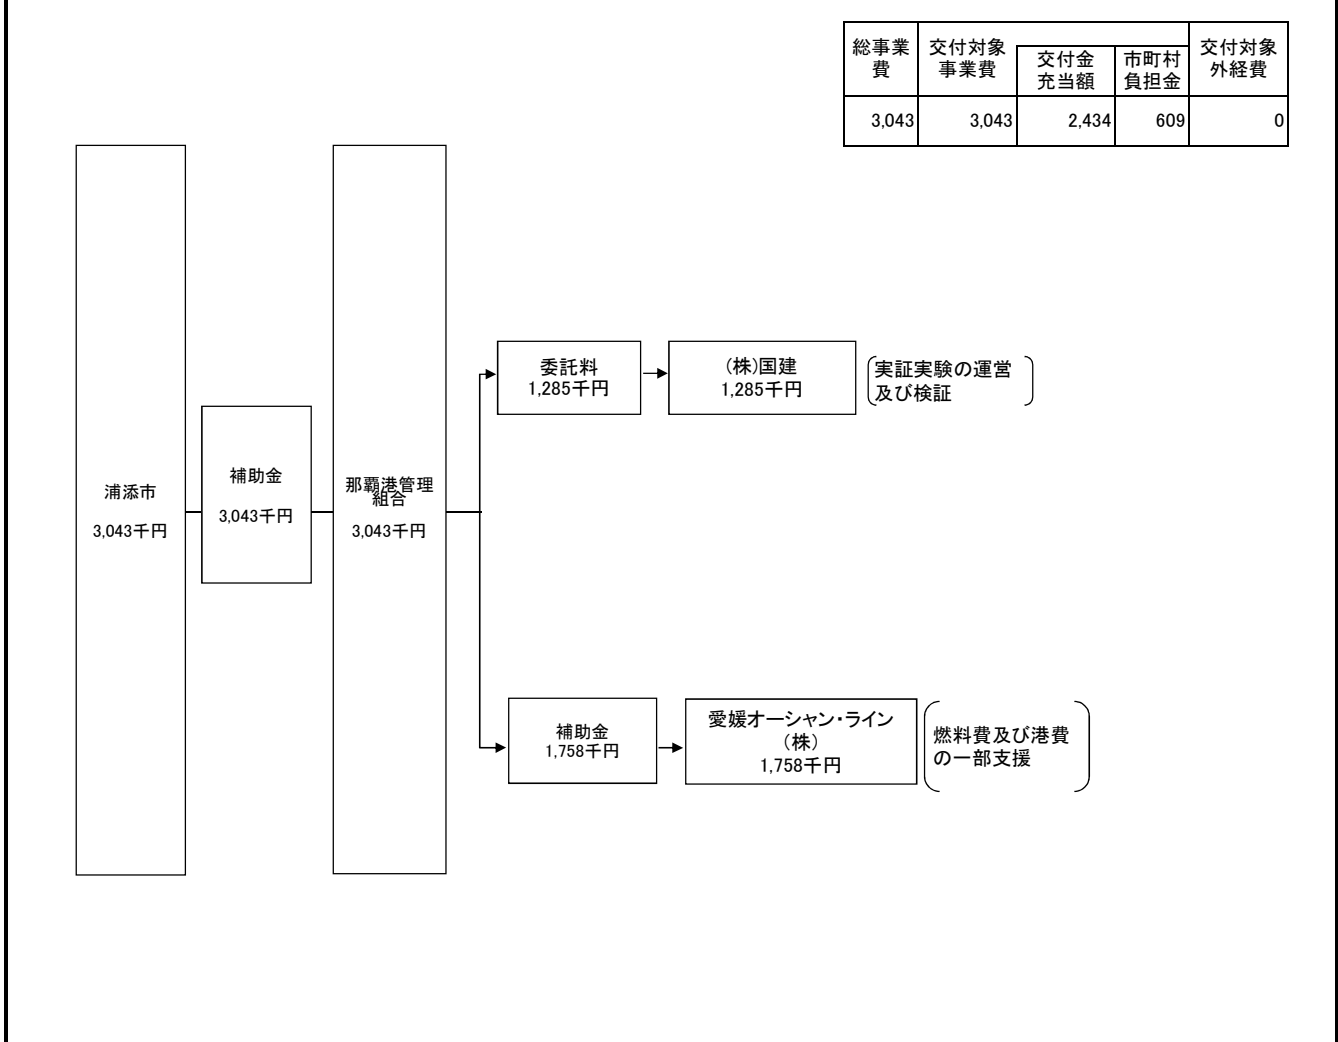 総事業
費
交付対象
事業費
交付金
充当額
市町村
負担金
交付対象
外経費
3,043
3,043
2,434
609
0
浦添市
3,043千円
補助金
3,043千円
那覇港管理
組合
3,043千円
委託料
1,285千円
(株)国建
1,285千円
実証実験の運営
及び検証
補助金
1,758千円
愛媛オーシャン・ライン
(株)
1,758千円
燃料費及び港費
の一部支援